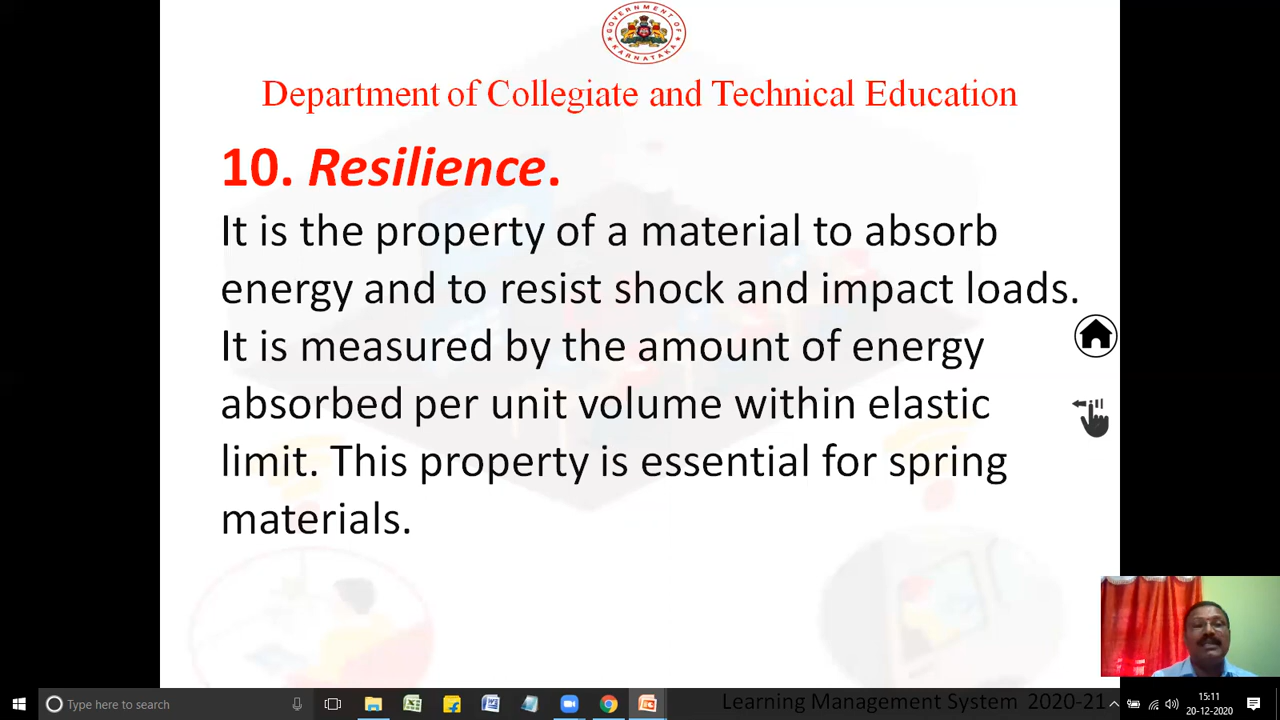 GOVERNMENT OF
KARNATAKA
Department of Collegiate and Technical Education
10. Resilience.
It is the property of a material to absorb
energy and to resist shock and impact loads.
It is measured by the amount of energy
absorbed per unit volume within elastic
limit. This property is essential for spring
materials.
Learning Management System 2020-21
Type here to search
15:11
20-12-2020